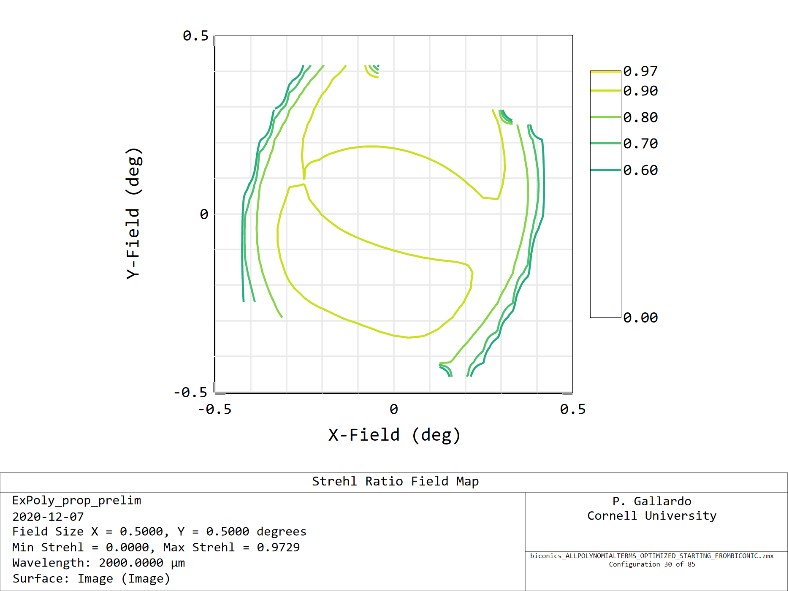 0.5
0
-0.5
Y-Field (deg)
-0.5
0
0.5
X-Field (deg)
0.97
0.90
0.80
0.70
0.60
0.00
Strehl Ratio Field Map
ExPoly_prop_prelim
2020-12-07
Field Size X = 0.5000, Y = 0.5000 degrees
Min Strehl = 0.0000, Max Strehl = 0.9729
Wavelength: 2000.0000 µm
Surface: Image (Image)
P. Gallardo
Cornell University
biconics_ALLPOLYNOMIALTERMS_OPTIMIZED_STARTING_FROMBICONIC.zmx
Configuration 30 of 85